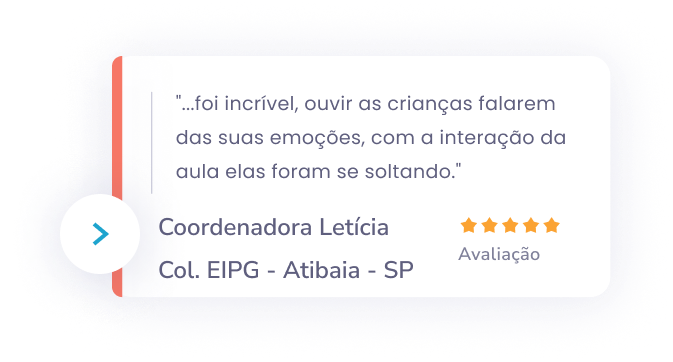 "...foi incrível, ouvir as crianças falarem
das suas emoções, com a interação da
aula elas foram se soltando."
Coordenadora Letícia
Col. EIPG - Atibaia - SP
Avaliação